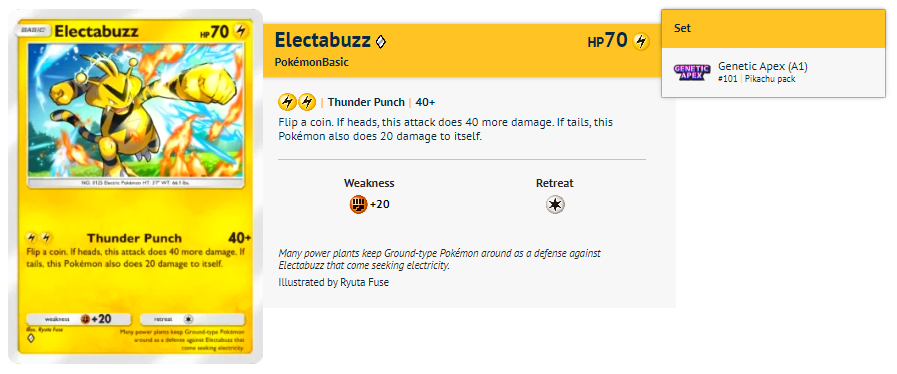 BASIC Electabuzz HP 70
NO. 0125 Electric Pokémon HT: 3'7" WT: 66.1 lbs.
Thunder Punch 40+
Flip a coin. If heads, this attack does 40 more damage. If
tails, this Pokémon also does 20 damage to itself.
weakness +20 retreat
Illus. Ryuta Fuse
Many power plants keep Ground-type Pokémon
around as a defense against Electabuzz that
come seeking electricity.
Electabuzz HP 70
PokémonBasic
| Thunder Punch | 40+
Flip a coin. If heads, this attack does 40 more damage. If tails, this
Pokémon also does 20 damage to itself.
Weakness Retreat
+20
Many power plants keep Ground-type Pokémon around as a defense against
Electabuzz that come seeking electricity.
Illustrated by Ryuta Fuse
Set
GENETIC
APEX
Genetic Apex (A1)
#101 | Pikachu pack